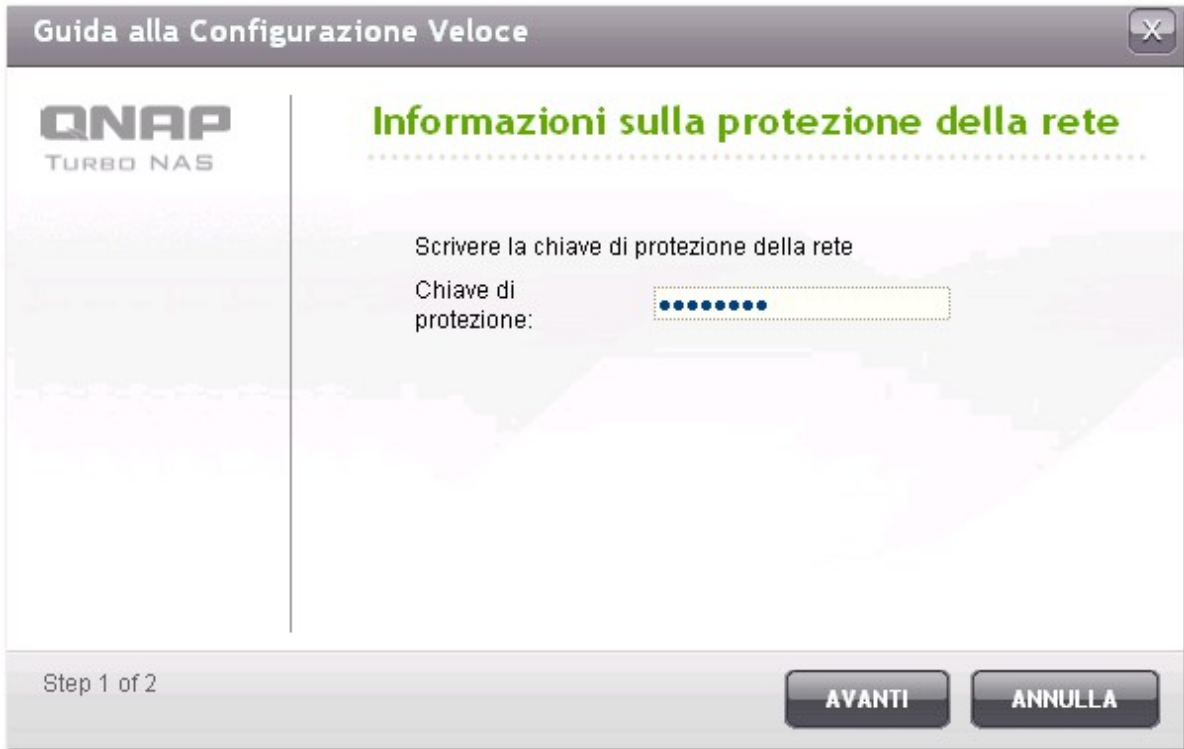 Guida alla Configurazione Veloce
X
QNAP
TURBO NAS
Informazioni sulla protezione della rete
Scrivere la chiave di protezione della rete
Chiave di
protezione:
••••••••
Step 1 of 2
AVANTI
ANNULLA